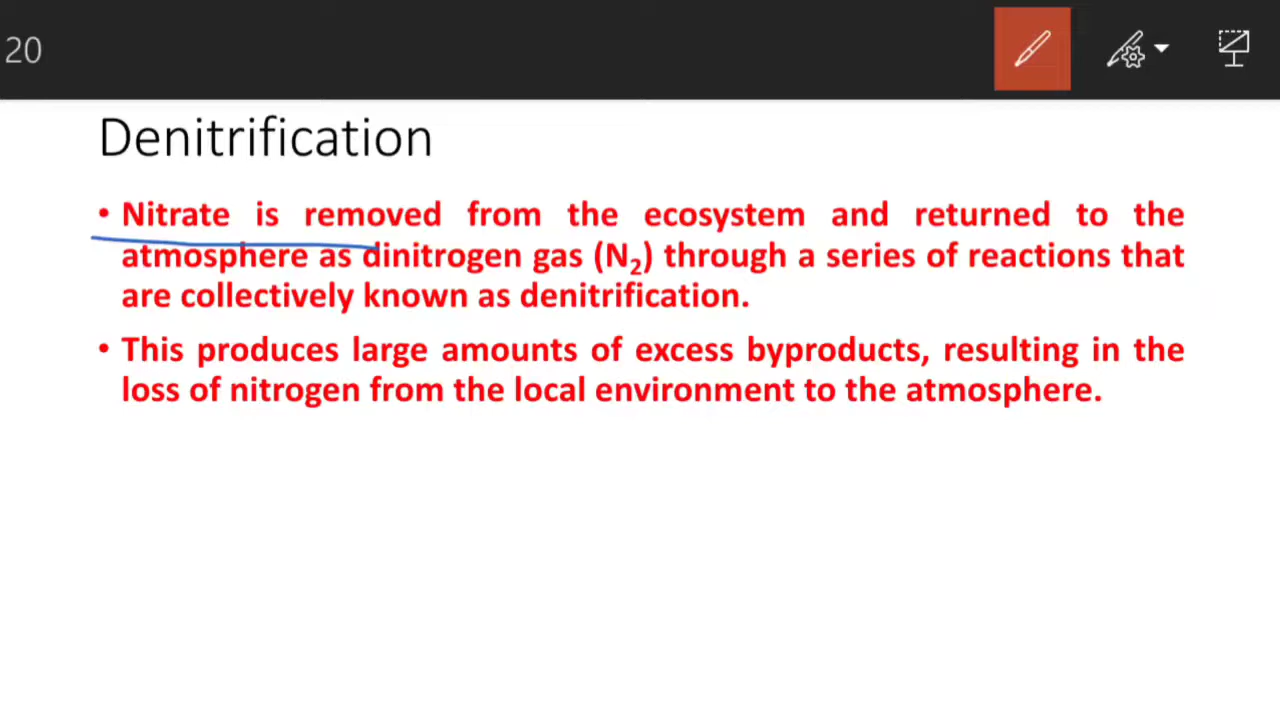 20
Denitrification
• Nitrate is removed from the ecosystem and returned to the
atmosphere as dinitrogen gas (N₂) through a series of reactions that
are collectively known as denitrification.
• This produces large amounts of excess byproducts, resulting in the
loss of nitrogen from the local environment to the atmosphere.